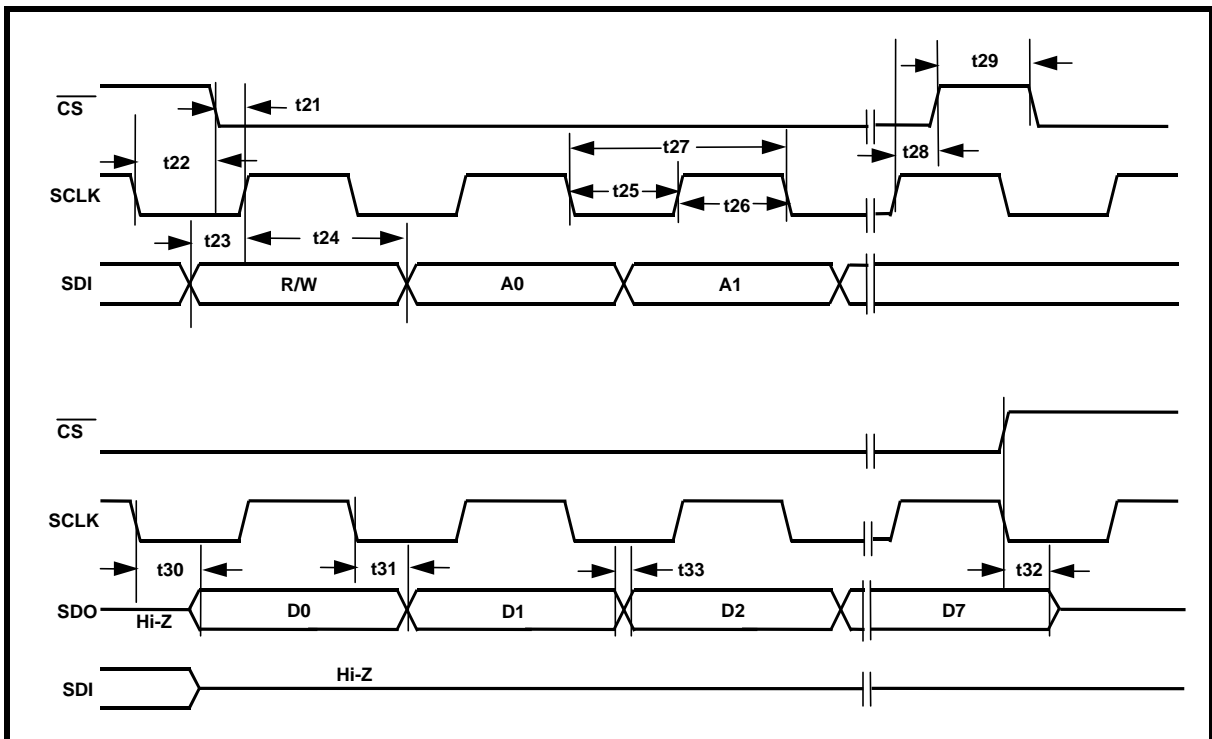 t29
CS
t21
t27
t22
t28
SCLK
t25
t26
t23
t24
SDI
R/W
A0
A1
CS
SCLK
t30
t31
t33
t32
SDO
Hi-Z
D0
D1
D2
D7
SDI
Hi-Z